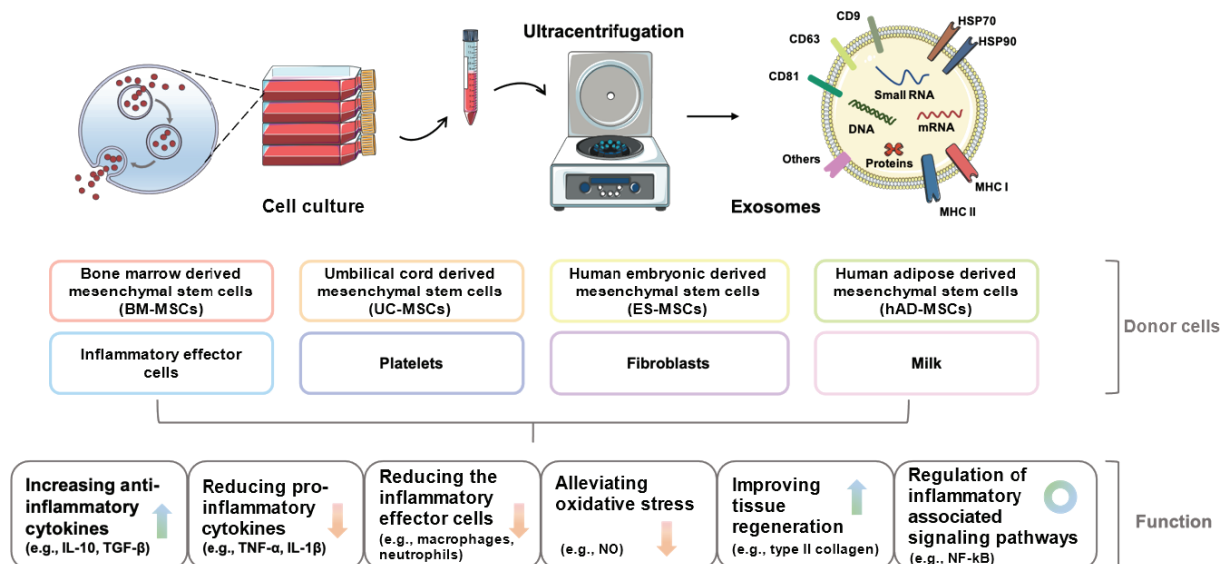 Ultracentrifugation
CD9
CD63
CD81
HSP70
HSP90
Small RNA
DNA
mRNA
Proteins
Others
MHC I
MHC II
Cell culture
Exosomes
Bone marrow derived
mesenchymal stem cells
(BM-MSCs)
Umbilical cord derived
mesenchymal stem cells
(UC-MSCs)
Human embryonic derived
mesenchymal stem cells
(ES-MSCs)
Human adipose derived
mesenchymal stem cells
(hAD-MSCs)
Inflammatory effector
cells
Platelets
Fibroblasts
Milk
Donor cells
Increasing anti-
inflammatory
cytokines
(e.g., IL-10, TGF-β)
Reducing pro-
inflammatory
cytokines
(e.g., TNF-α, IL-1β)
Reducing the
inflammatory
effector cells
(e.g., macrophages,
neutrophils)
Alleviating
oxidative stress
(e.g., NO)
Improving
tissue
regeneration
(e.g., type II collagen)
Regulation of
inflammatory
associated
signaling pathways
(e.g., NF-kB)
Function